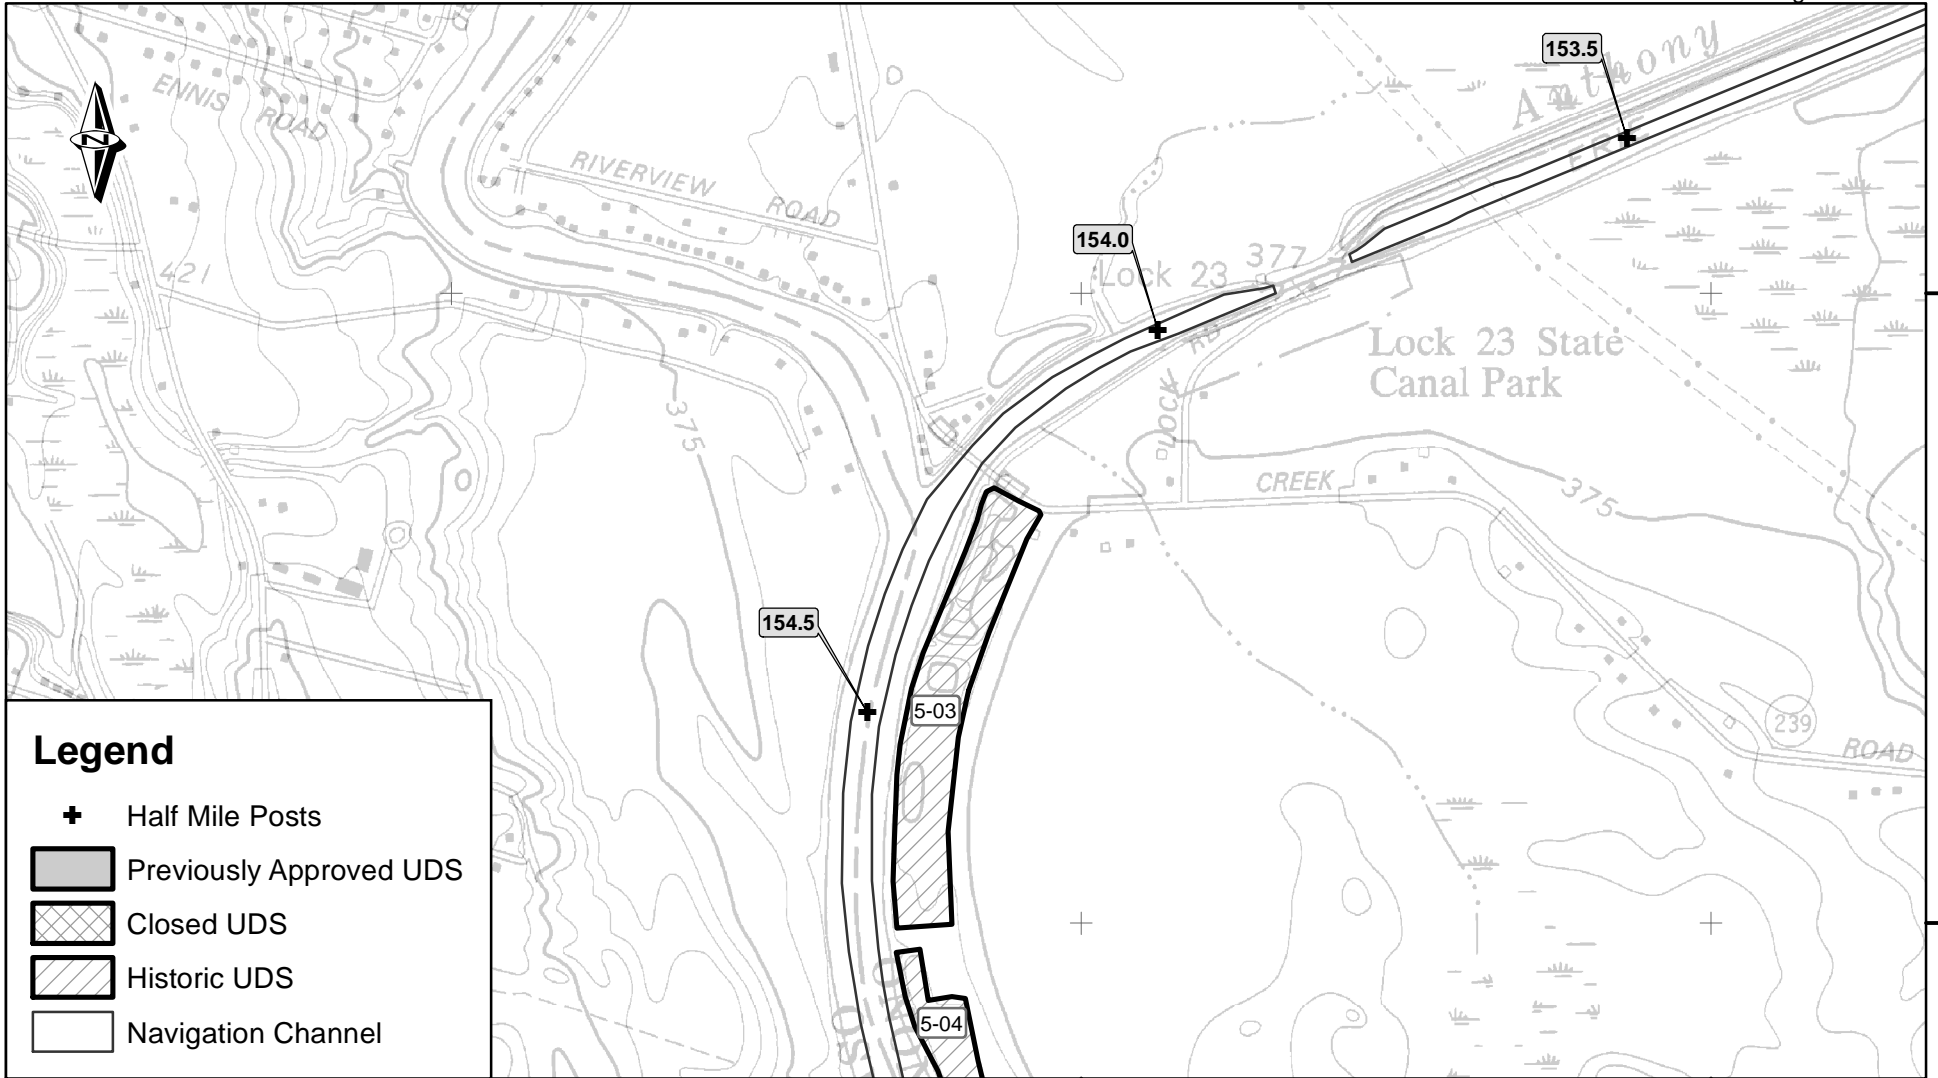 153.5
Anthony
ENNIS
ROAD
N
RIVERVIEW
ROAD
ERIE
154.0
421
377
Lock 23
RD
Lock 23 State
Canal Park
LOCK
375
CREEK
375
154.5
5-03
239
ROAD
Legend
Half Mile Posts
Previously Approved UDS
Closed UDS
Historic UDS
Navigation Channel
5-04